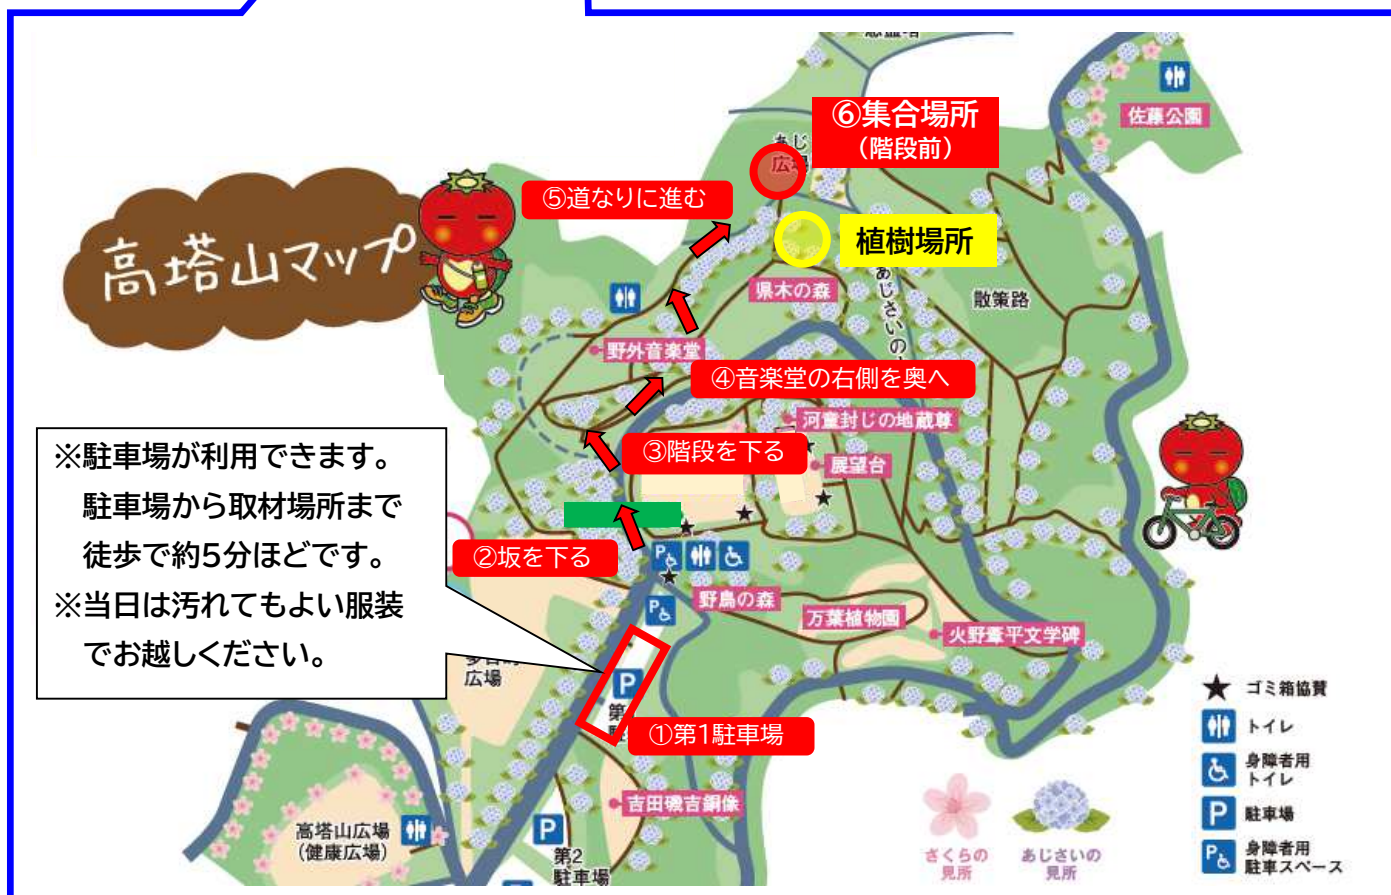 佐藤公園
⑥集合場所
（階段前）
広場
⑤道なりに進む
高塔山マップ
植樹場所
県木の森
あじさいの
散策路
野外音楽堂
④音楽堂の右側を奥へ
河童封じの地蔵尊
③階段を下る
展望台
※駐車場が利用できます。
駐車場から取材場所まで
徒歩で約5分ほどです。
※当日は汚れてもよい服装
でお越しください。
②坂を下る
野鳥の森
万葉植物園
火野葦平文学碑
広場
P
①第1駐車場
吉田磯吉銅像
高塔山広場
（健康広場）
P
第2
駐車場
さくらの
見所
あじさいの
見所
★ ゴミ箱協賛
トイレ
身障者用
トイレ
P 駐車場
P 身障者用
駐車スペース